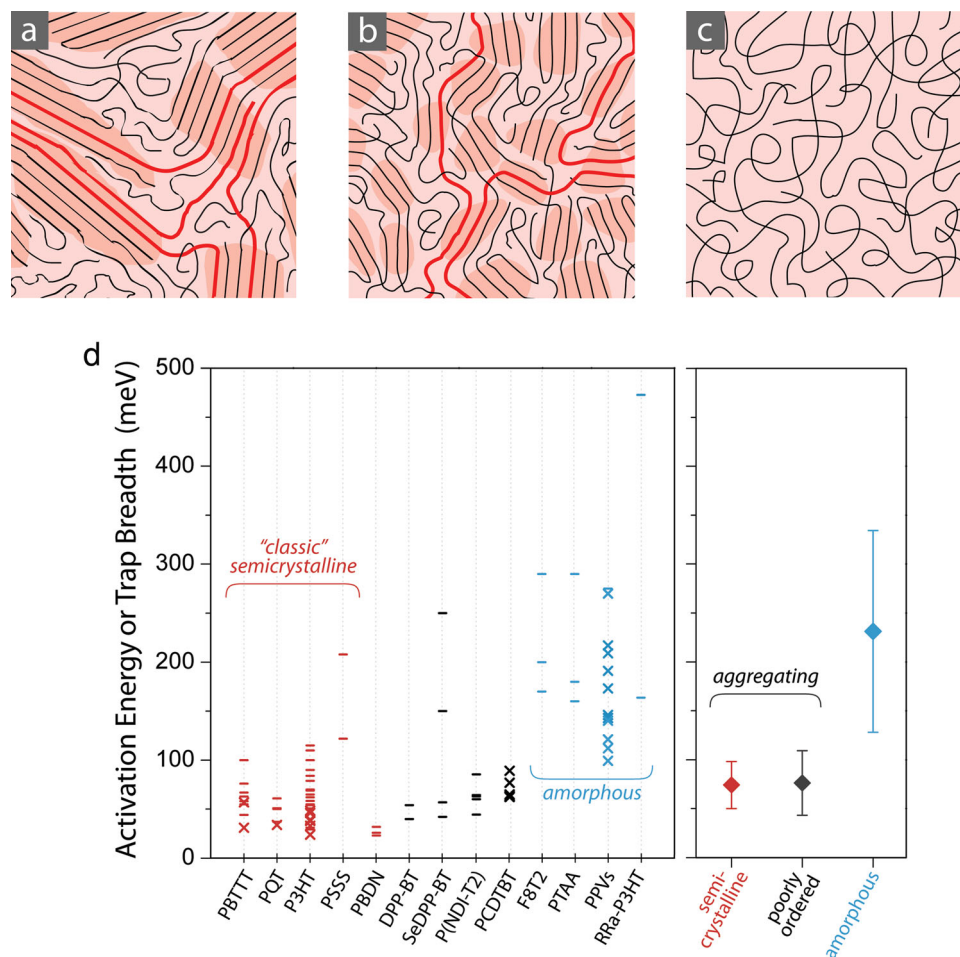 a
b
c
d
Activation Energy or Trap Breadth (meV)
500
400
300
200
100
0
"classic"
semicrystalline
amorphous
aggregating
PBTTT
PQT
P3HT
PSSS
PBDN
DPP-BT
SeDPP-BT
P(NDI-T2)
PCDTBT
F8T2
PTAA
PPVs
RRa-P3HT
semi-
crystalline
poorly
ordered
amorphous